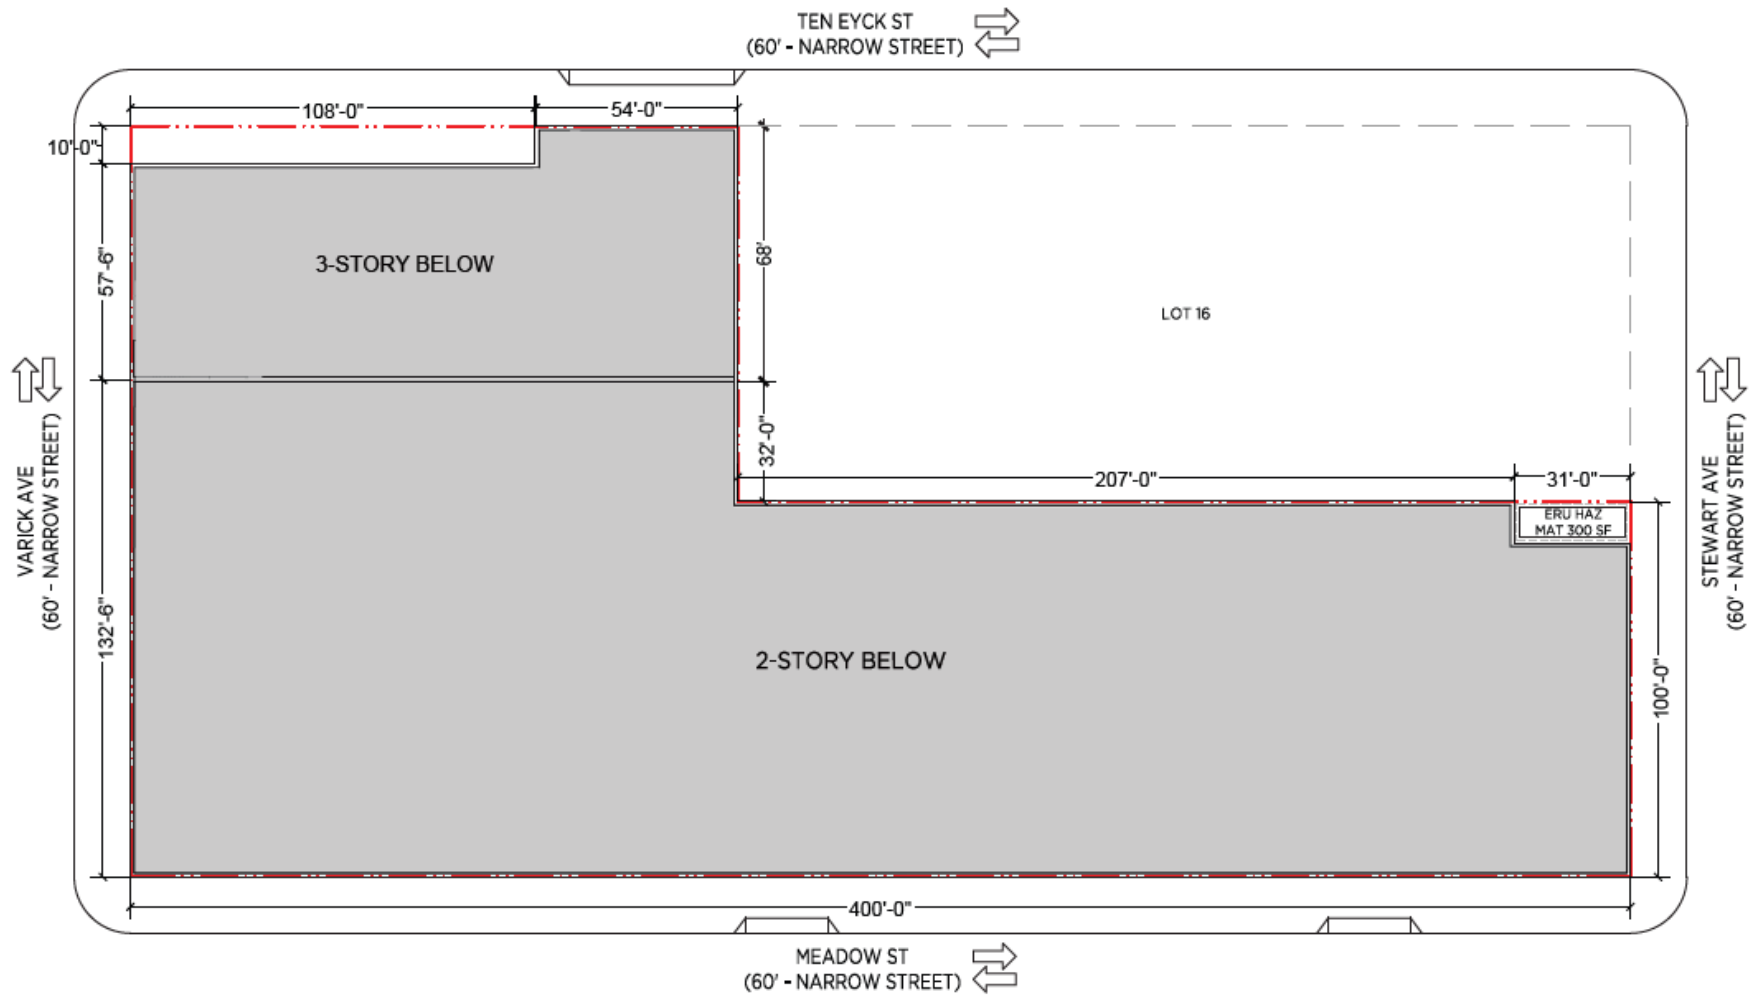 TEN EYCK ST
(60' - NARROW STREET)
108'-0"
54'-0"
10'-0"
57'-6"
3-STORY BELOW
68'
LOT 16
VARICK AVE
(60' - NARROW STREET)
STEWART AVE
(60' - NARROW STREET)
32'-0"
207'-0"
31'-0"
ERU HAZ
MAT 300 SF
132'-6"
2-STORY BELOW
100'-0"
400'-0"
MEADOW ST
(60' - NARROW STREET)